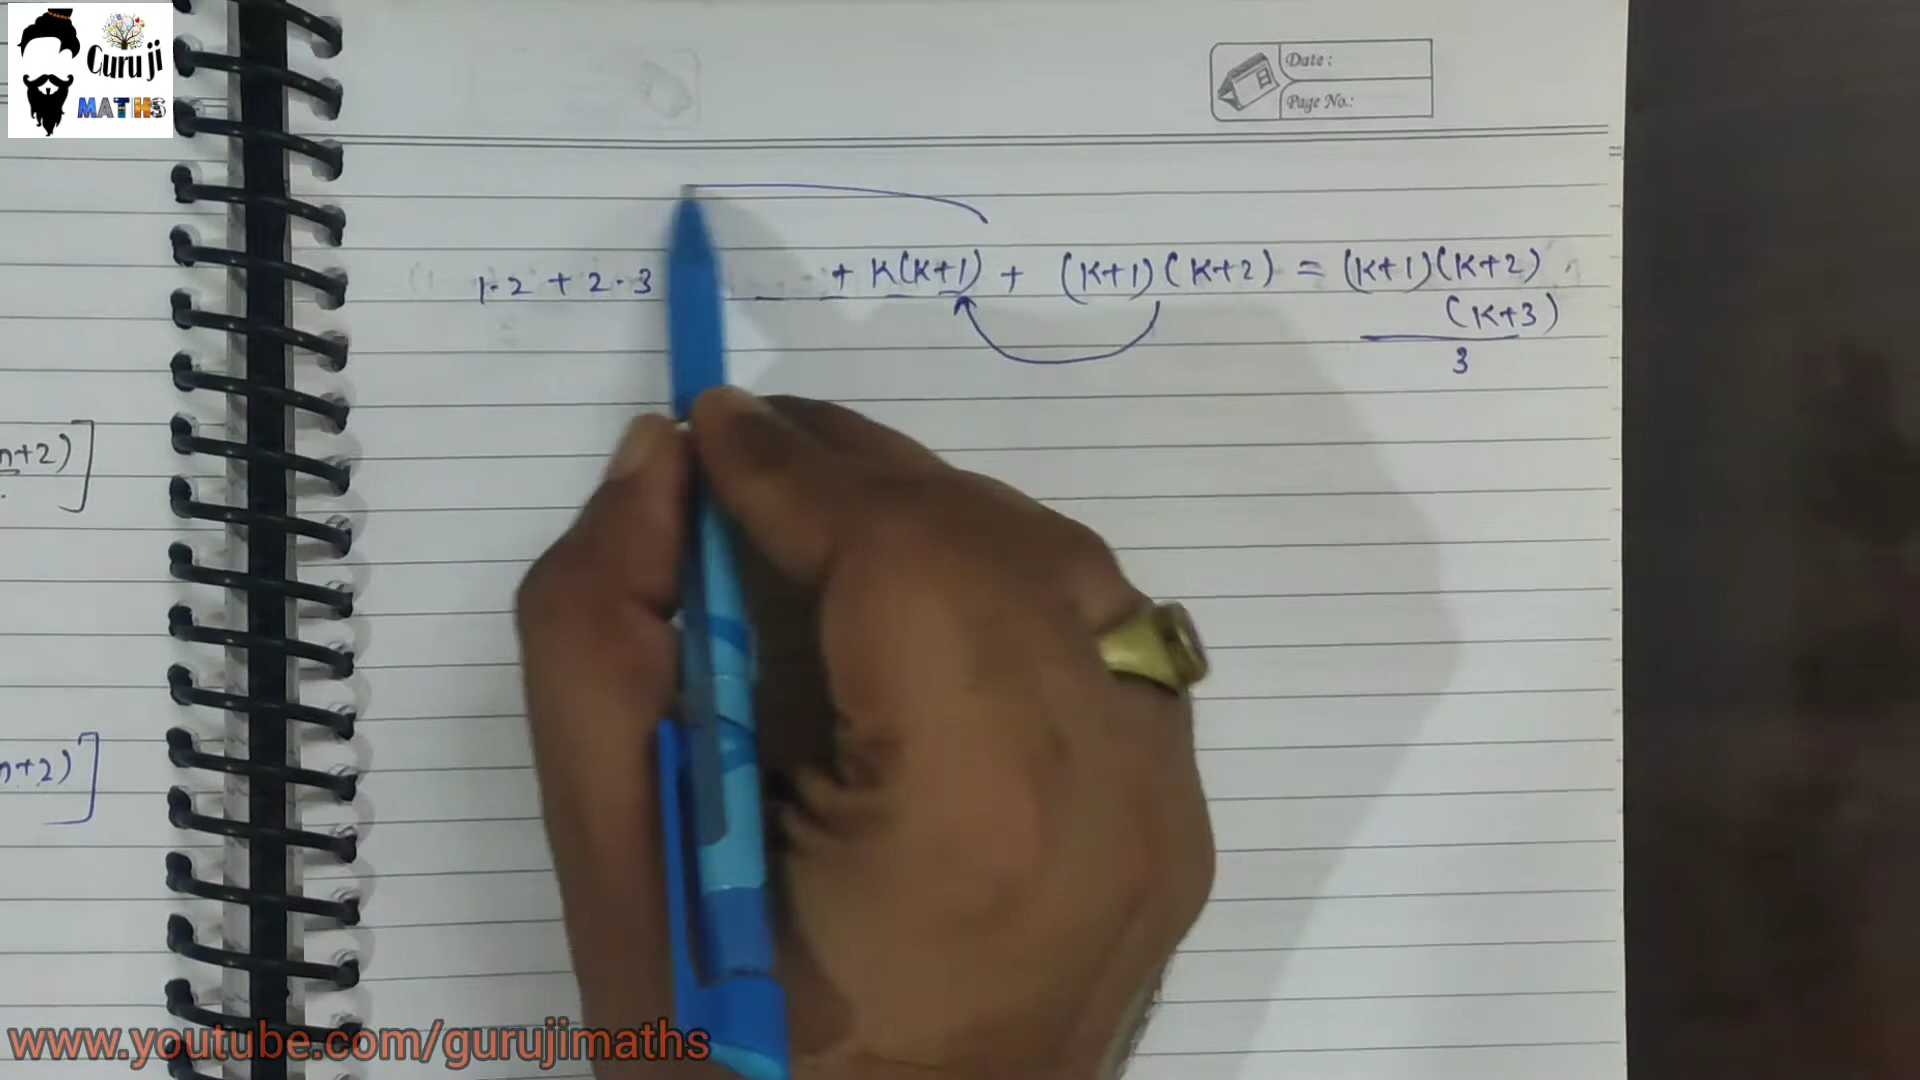 Guru ji
MATHS
Date :
Page No.:
1·2 + 2·3 ... + K(K+1) + (K+1)(K+2) = (K+1)(K+2)
(K+3)
3
n+2)]
n+2)]
www.youtube.com/gurujimaths